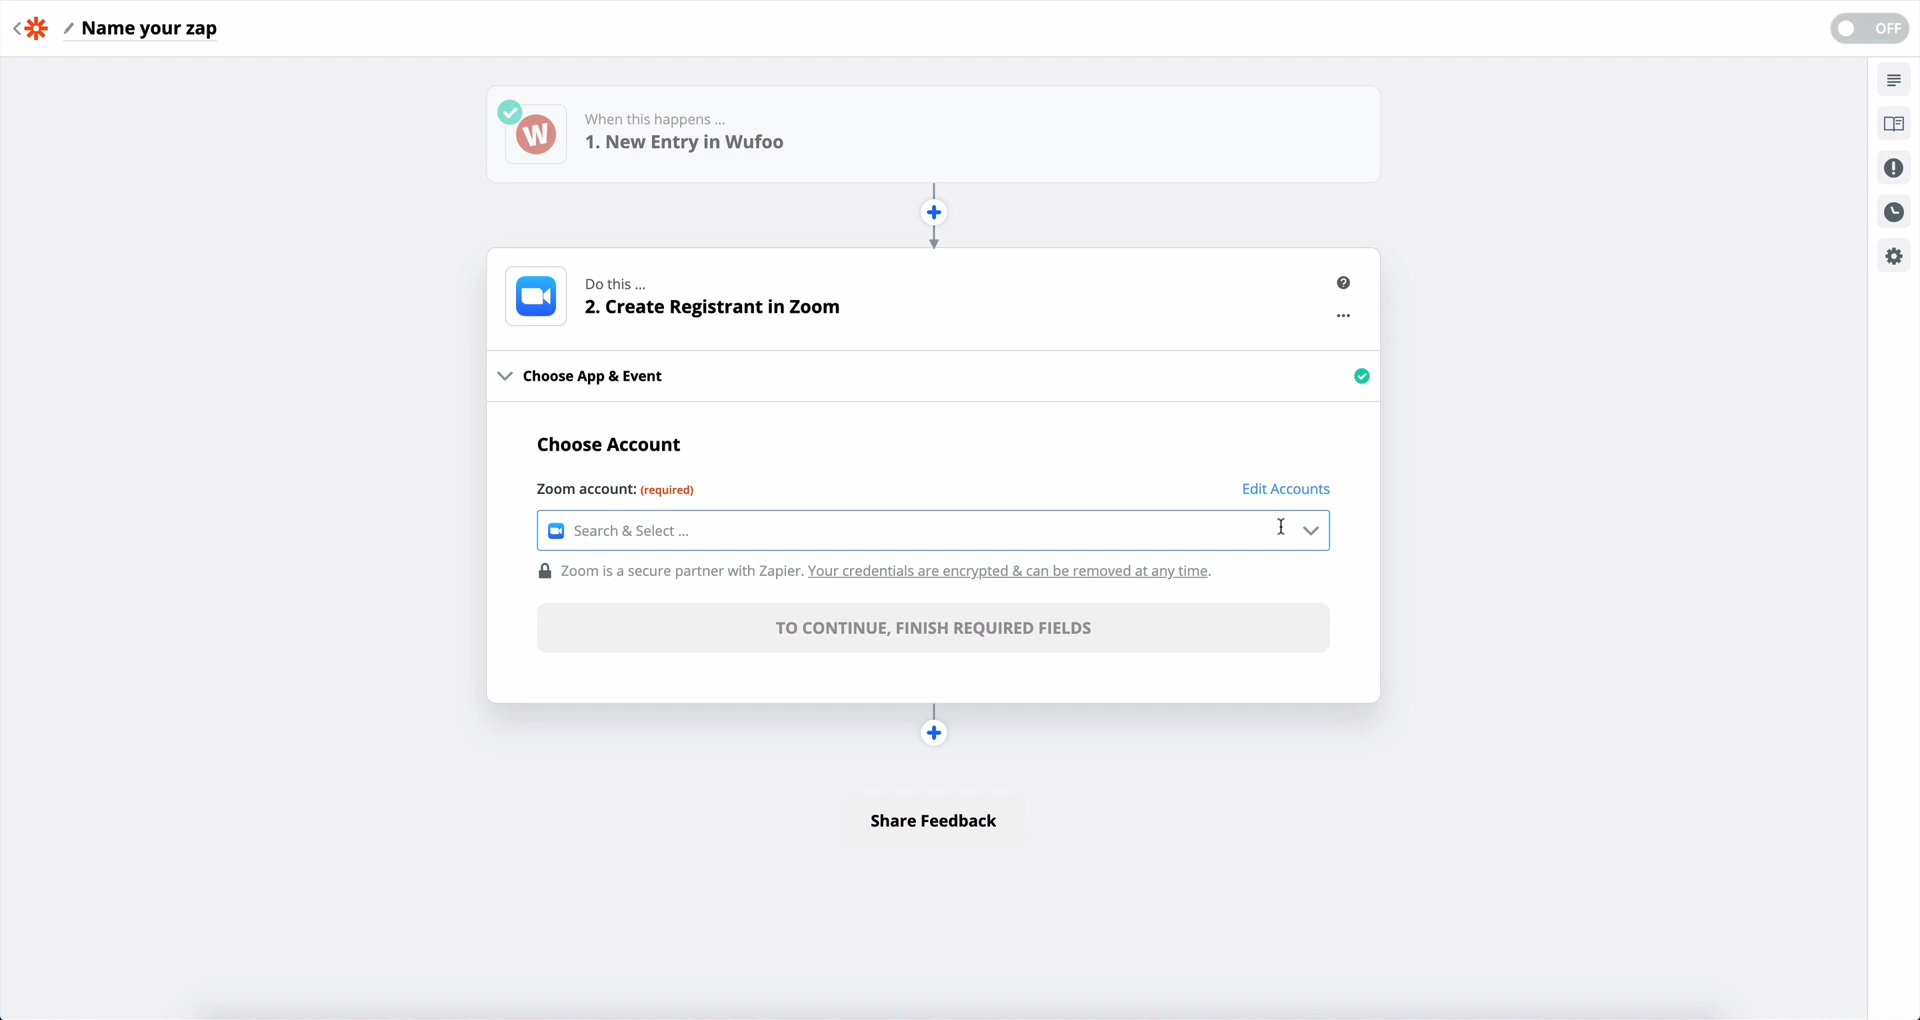 Name your zap
OFF
When this happens ...
1. New Entry in Wufoo
W
Do this ...
2. Create Registrant in Zoom
Choose App & Event
Choose Account
Zoom account: (required)
Edit Accounts
Search & Select ...
Zoom is a secure partner with Zapier. Your credentials are encrypted & can be removed at any time.
TO CONTINUE, FINISH REQUIRED FIELDS
Share Feedback